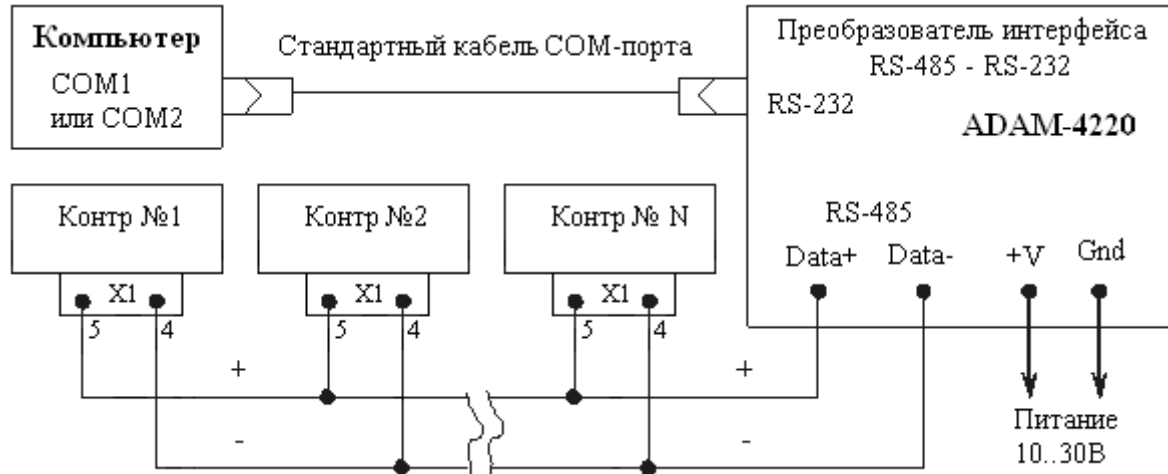 Компьютер
COM1
или COM2
Стандартный кабель COM-порта
Преобразователь интерфейса
RS-485 - RS-232
RS-232
ADAM-4220
Контр №1
Контр №2
Контр № N
RS-485
Data+ Data- +V Gnd
X1
X1
X1
5 4
5 4
5 4
+ +
- -
Питание
10..30В